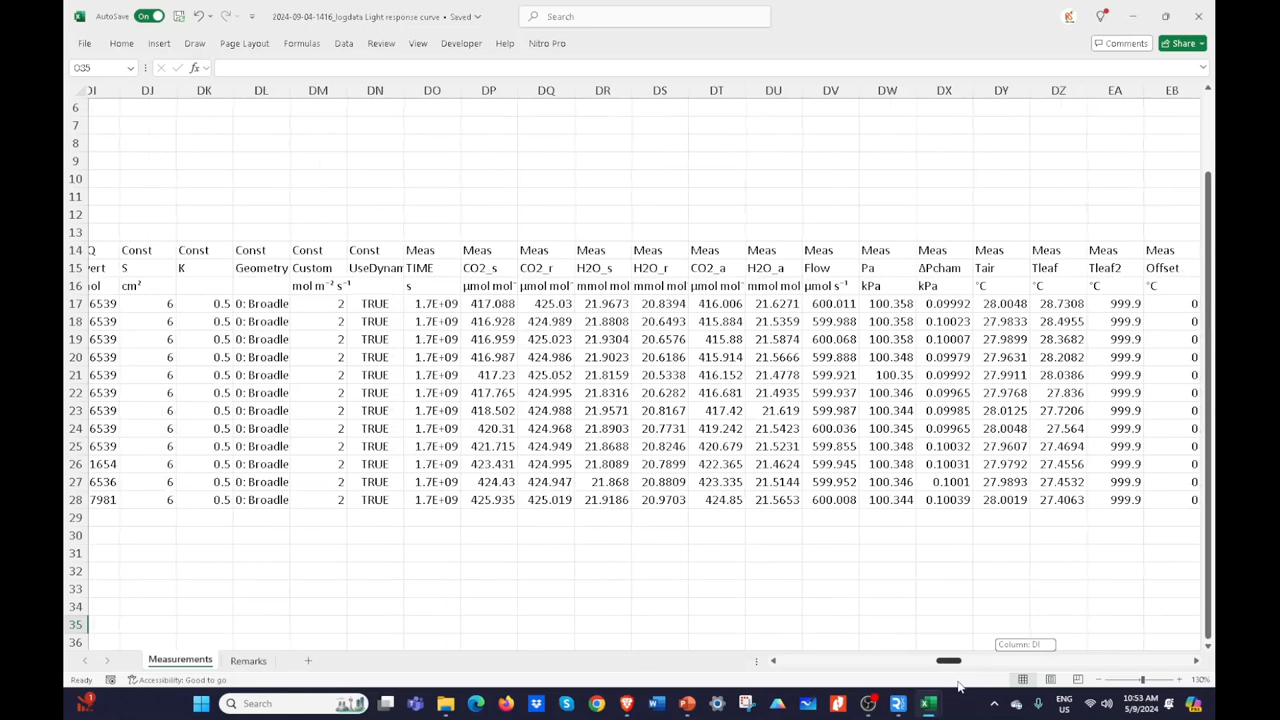 AutoSave On 2024-09-04-1416_logdata Light response curve • Saved Search
File Home Insert Draw Page Layout Formulas Data Review View Developer Help Nitro Pro Comments Share
O35 fx
DI DJ DK DL DM DN DO DP DQ DR DS DT DU DV DW DX DY DZ EA EB
6
7
8
9
10
11
12
13
14 Q Const Const Const Const Const Meas Meas Meas Meas Meas Meas Meas Meas Meas Meas Meas Meas Meas Meas
15 vert S K Geometry Custom UseDynam TIME CO2_s CO2_r H2O_s H2O_r CO2_a H2O_a Flow Pa ΔPcham Tair Tleaf Tleaf2 Offset
16 nol cm² mol m⁻² s⁻¹ s µmol mol⁻ µmol mol⁻ mmol mol mmol mol µmol mol⁻ mmol mol µmol s⁻¹ kPa kPa °C °C °C °C
17 6539 6 0.5 0: Broadle 2 TRUE 1.7E+09 417.088 425.03 21.9673 20.8394 416.006 21.6271 600.011 100.358 0.09992 28.0048 28.7308 999.9 0
18 6539 6 0.5 0: Broadle 2 TRUE 1.7E+09 416.928 424.989 21.8808 20.6493 415.884 21.5359 599.988 100.358 0.10023 27.9833 28.4955 999.9 0
19 6539 6 0.5 0: Broadle 2 TRUE 1.7E+09 416.959 425.023 21.9304 20.6576 415.88 21.5874 600.068 100.358 0.10007 27.9899 28.3682 999.9 0
20 6539 6 0.5 0: Broadle 2 TRUE 1.7E+09 416.987 424.986 21.9023 20.6186 415.914 21.5666 599.888 100.348 0.09979 27.9631 28.2082 999.9 0
21 6539 6 0.5 0: Broadle 2 TRUE 1.7E+09 417.23 425.052 21.8159 20.5338 416.152 21.4778 599.921 100.35 0.09992 27.9911 28.0386 999.9 0
22 6539 6 0.5 0: Broadle 2 TRUE 1.7E+09 417.765 424.995 21.8316 20.6282 416.681 21.4935 599.937 100.346 0.09965 27.9768 27.836 999.9 0
23 6539 6 0.5 0: Broadle 2 TRUE 1.7E+09 418.502 424.988 21.9571 20.8167 417.42 21.619 599.987 100.344 0.09985 28.0125 27.7206 999.9 0
24 6539 6 0.5 0: Broadle 2 TRUE 1.7E+09 420.31 424.968 21.8903 20.7731 419.242 21.5423 600.036 100.345 0.09965 28.0048 27.564 999.9 0
25 6539 6 0.5 0: Broadle 2 TRUE 1.7E+09 421.715 424.949 21.8688 20.8246 420.679 21.5231 599.855 100.348 0.10032 27.9607 27.4694 999.9 0
26 1654 6 0.5 0: Broadle 2 TRUE 1.7E+09 423.431 424.995 21.8089 20.7899 422.365 21.4624 599.945 100.348 0.10031 27.9792 27.4556 999.9 0
27 6536 6 0.5 0: Broadle 2 TRUE 1.7E+09 424.43 424.947 21.868 20.8809 423.335 21.5144 599.952 100.346 0.1001 27.9923 27.4532 999.9 0
28 7981 6 0.5 0: Broadle 2 TRUE 1.7E+09 425.935 425.019 21.9186 20.9703 424.85 21.5653 600.008 100.344 0.10039 28.0019 27.4063 999.9 0
29
30
31
32
33
34
35
36 Column: DI
Measurements Remarks
Ready Accessibility: Good to go 130%
1 Search ENG US 10:53 AM 5/9/2024